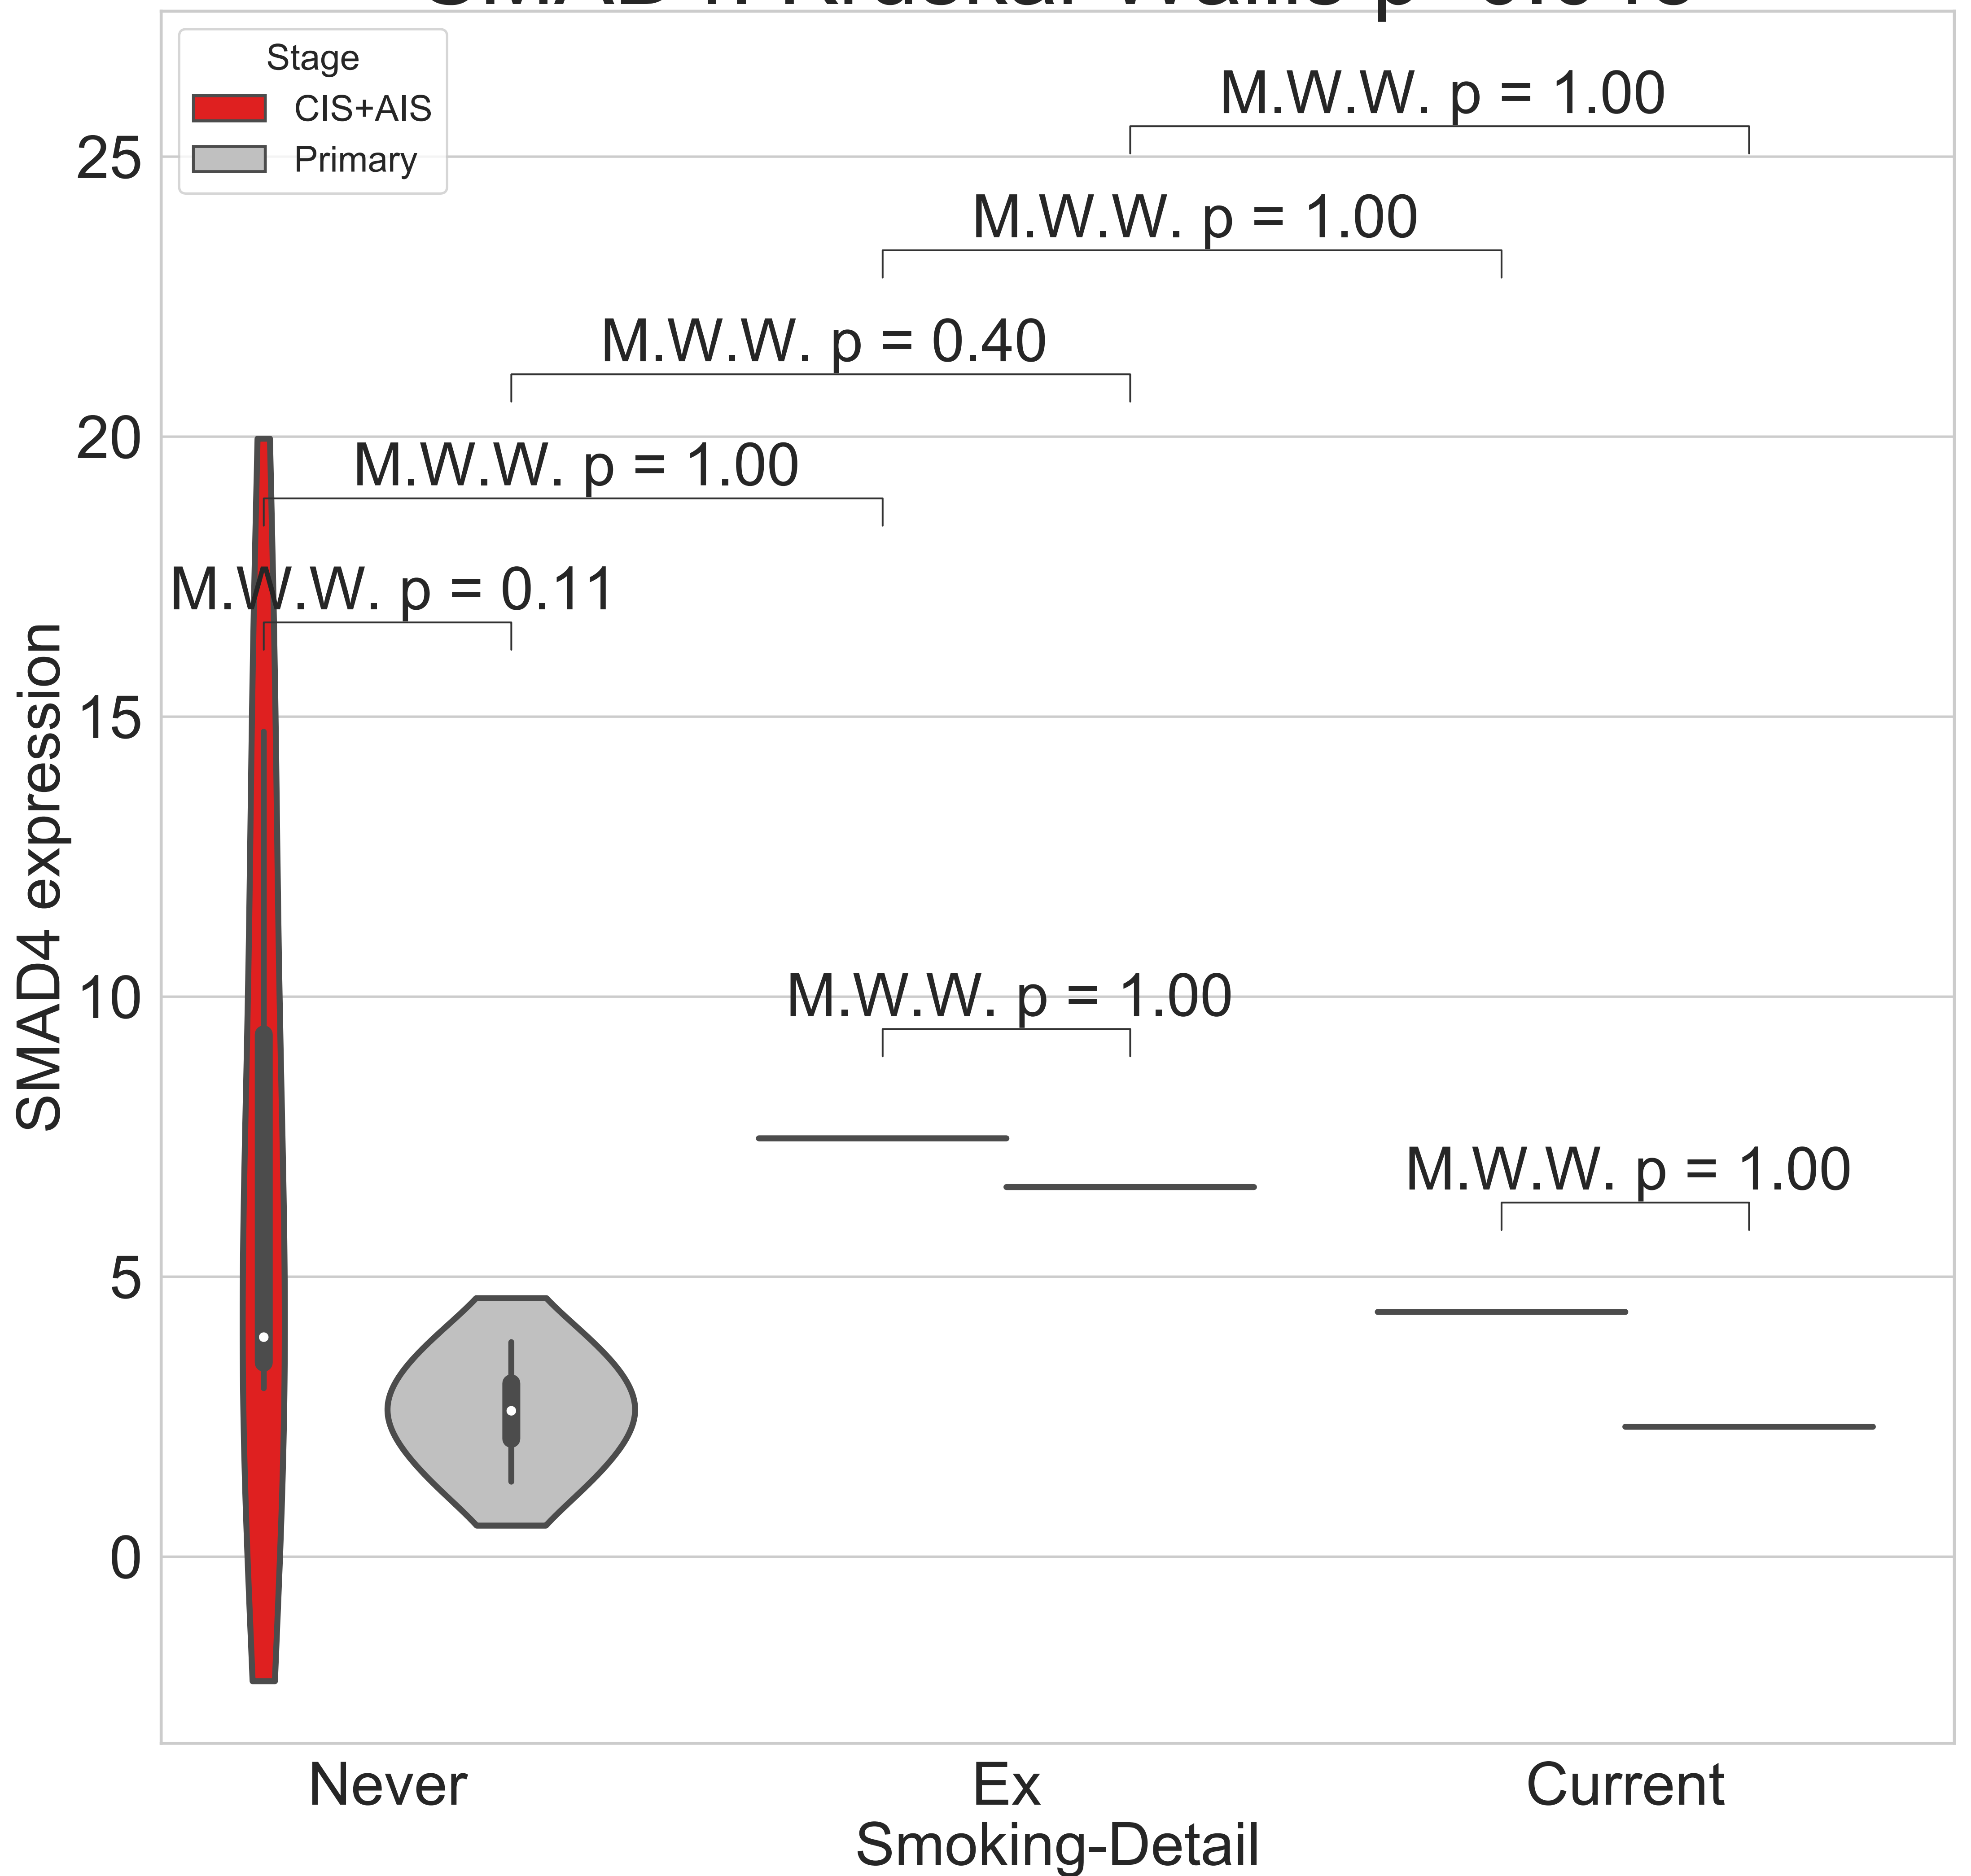 Stage
CIS+AIS
Primary
M.W.W. p = 1.00
M.W.W. p = 1.00
M.W.W. p = 0.40
M.W.W. p = 1.00
M.W.W. p = 0.11
M.W.W. p = 1.00
M.W.W. p = 1.00
25
20
15
10
5
0
SMAD4 expression
Never
Ex
Current
Smoking-Detail